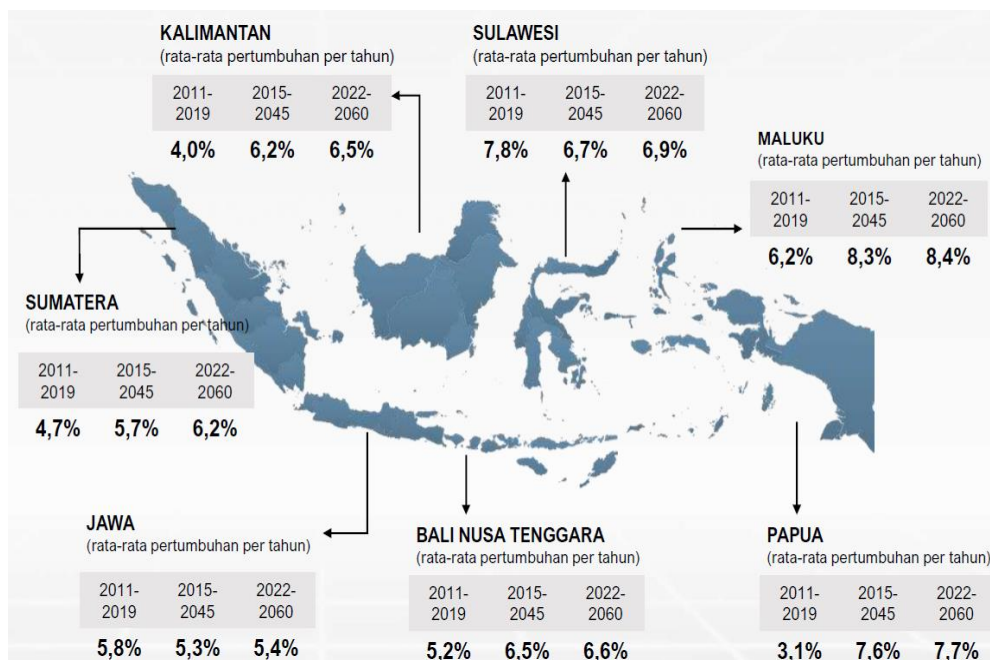 KALIMANTAN
(rata-rata pertumbuhan per tahun)
2011-2019 2015-2045 2022-2060
4,0% 6,2% 6,5%
SULAWESI
(rata-rata pertumbuhan per tahun)
2011-2019 2015-2045 2022-2060
7,8% 6,7% 6,9%
MALUKU
(rata-rata pertumbuhan per tahun)
2011-2019 2015-2045 2022-2060
6,2% 8,3% 8,4%
SUMATERA
(rata-rata pertumbuhan per tahun)
2011-2019 2015-2045 2022-2060
4,7% 5,7% 6,2%
JAWA
(rata-rata pertumbuhan per tahun)
2011-2019 2015-2045 2022-2060
5,8% 5,3% 5,4%
BALI NUSA TENGGARA
(rata-rata pertumbuhan per tahun)
2011-2019 2015-2045 2022-2060
5,2% 6,5% 6,6%
PAPUA
(rata-rata pertumbuhan per tahun)
2011-2019 2015-2045 2022-2060
3,1% 7,6% 7,7%